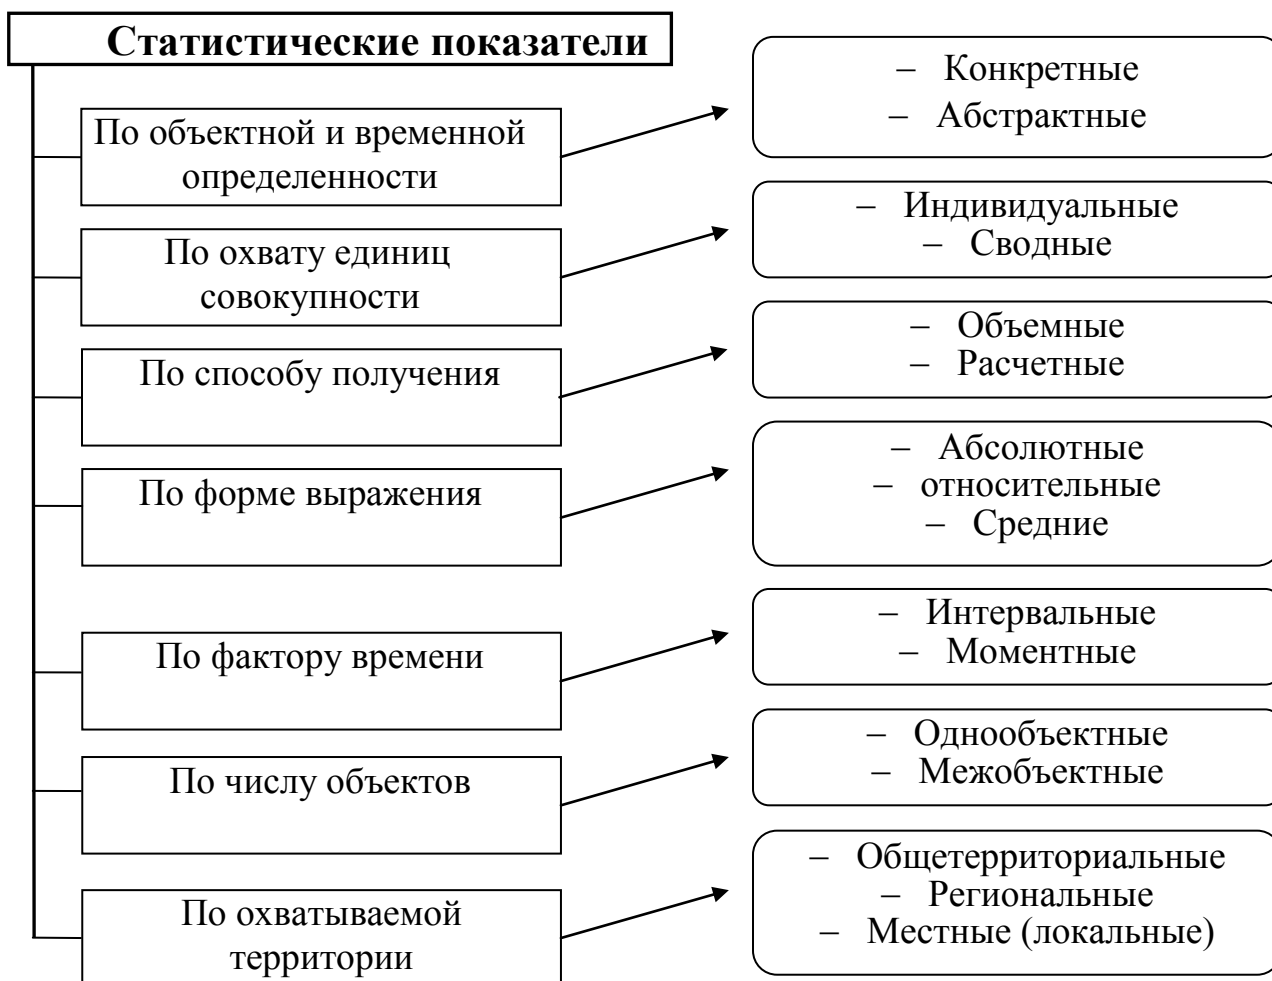 Статистические показатели
По объектной и временной
определенности
– Конкретные
– Абстрактные
По охвату единиц
совокупности
– Индивидуальные
– Сводные
По способу получения
– Объемные
– Расчетные
По форме выражения
– Абсолютные
– относительные
– Средние
По фактору времени
– Интервальные
– Моментные
По числу объектов
– Однообъектные
– Межобъектные
По охватываемой
территории
– Общетерриториальные
– Региональные
– Местные (локальные)